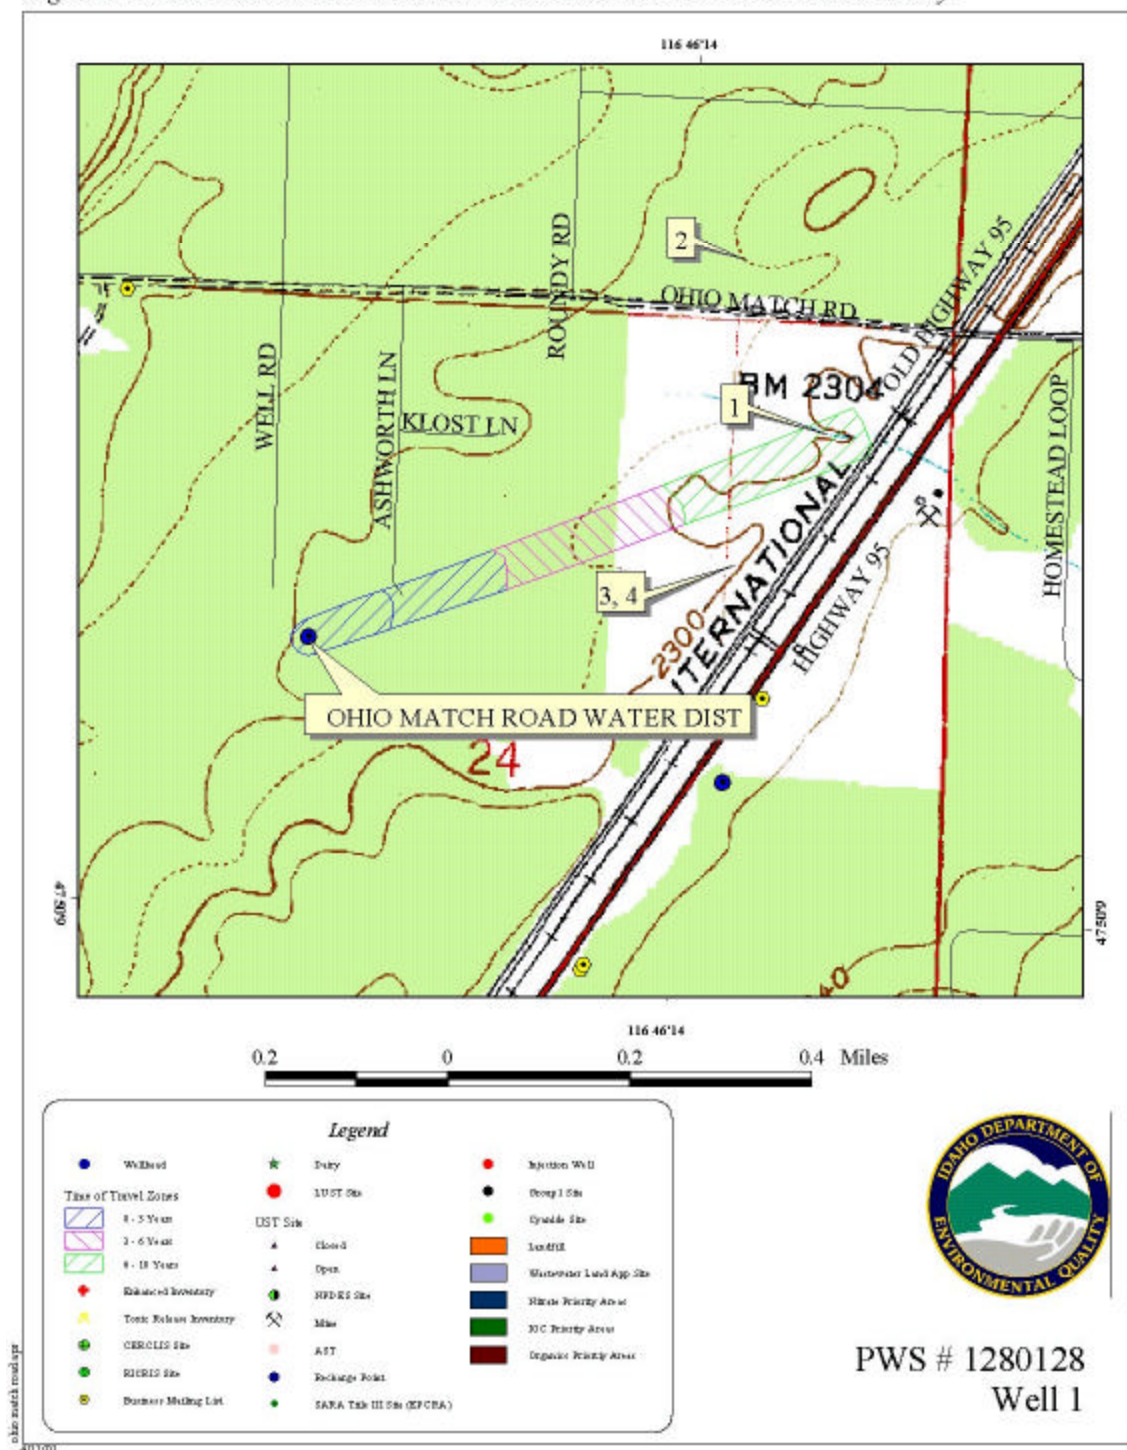 116 46'14
2
ROUNDY RD
OLD HIGHWAY 95
OHIO MATCH RD
WELL RD
ASHWORTH LN
KLOST LN
BM 2304
1
HOMESTEAD LOOP
3, 4
INTERNATIONAL
2300
HIGHWAY 95
OHIO MATCH ROAD WATER DIST
24
40
116 46'14
0.2 0 0.2 0.4 Miles
Legend
Wellhead
Time of Travel Zones
0 - 3 Years
3 - 6 Years
6 - 10 Years
Enhanced Inventory
Toxic Release Inventory
CERCLIS Site
RICRIS Site
Business Mailing List
Dairy
LUST Site
UST Site
Closed
Open
NPDES Site
Mine
AST
Recharge Point
SARA Title III Site (EPCRA)
Injection Well
Group 1 Site
Cyanide Site
Landfill
Wastewater Land App Site
Nitrate Priority Areas
IOC Priority Areas
Organics Priority Areas
IDAHO DEPARTMENT OF
ENVIRONMENTAL QUALITY
PWS # 1280128
Well 1